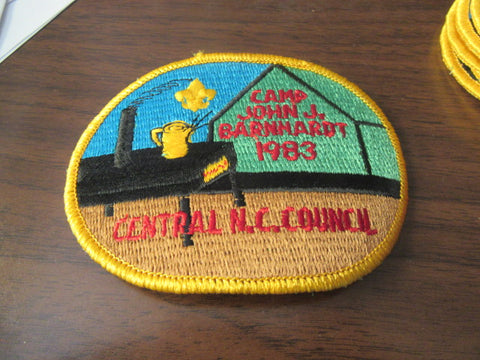 CAMP
JOHN J.
BARNHARDT
1983
CENTRAL N.C. COUNCIL